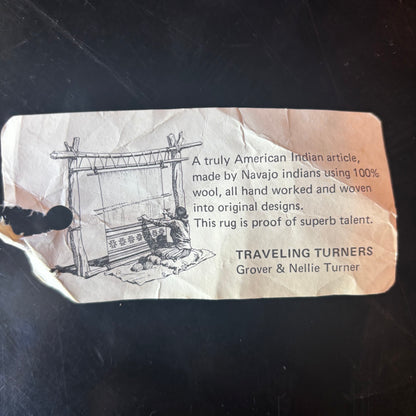 A truly American Indian article,
made by Navajo indians using 100%
wool, all hand worked and woven
into original designs.
This rug is proof of superb talent.
TRAVELING TURNERS
Grover & Nellie Turner